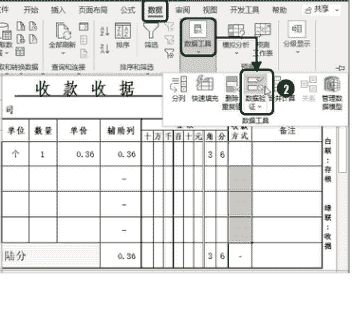 开始 插入 页面布局 公式 数据 审阅 视图 开发工具 帮助 共享
全部刷新 排序 筛选 数据工具 模拟分析 预测 分级显示
工作表
取和转换数据 查询和连接 排序和筛选
收款收据
分列 快速填充 删除 数据验 合并计算 关系 管理数
重复值 证 据模型
数据工具
2
司
单位 数量 单价 辅助列 十 万 千 百 十 元 角 分 收款方式 备注
个 1 0.36 0.36 3 6
-
-
-
陆分 0.36 3 6 -
白联:存根
绿联:收据